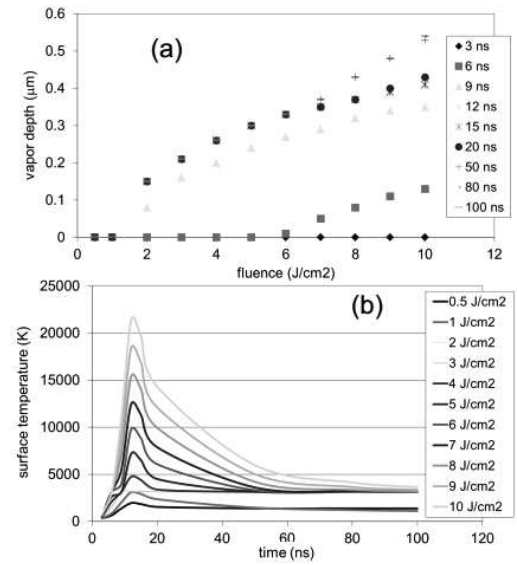 0.6
(a)
0.5
0.4
0.3
0.2
0.1
0
vapor depth (μm)
0 2 4 6 8 10 12
fluence (J/cm2)
3 ns
6 ns
9 ns
12 ns
15 ns
20 ns
50 ns
80 ns
100 ns
25000
(b)
20000
15000
10000
5000
0
surface temperature (K)
0 20 40 60 80 100 120
time (ns)
0.5 J/cm2
1 J/cm2
2 J/cm2
3 J/cm2
4 J/cm2
5 J/cm2
6 J/cm2
7 J/cm2
8 J/cm2
9 J/cm2
10 J/cm2